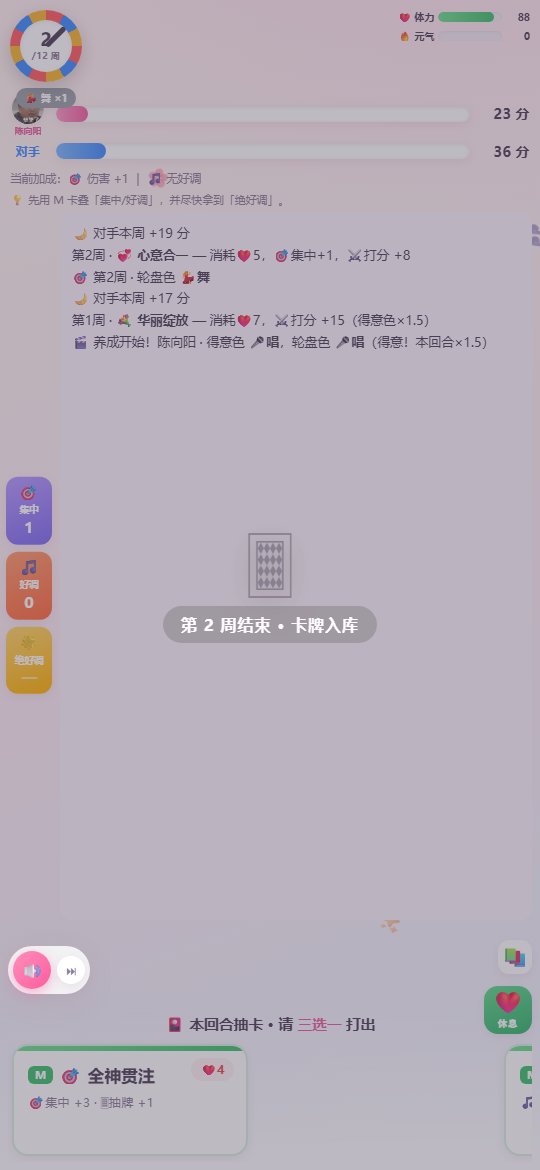 体力 88
2
/12 周
元气 0
舞 ×1
23 分
陈向阳
对手 36 分
当前加成: 伤害 +1 | 无好调
先用 M 卡叠「集中/好调」, 并尽快拿到「绝好调」。
对手本周 +19 分
第2周 · 心意合一 — 消耗 5, 集中+1, 打分 +8
第2周 · 轮盘色 舞
对手本周 +17 分
第1周 · 华丽绽放 — 消耗 7, 打分 +15（得意色×1.5）
养成开始! 陈向阳 · 得意色 唱, 轮盘色 唱（得意! 本回合×1.5）
集中
1
好调
0
绝好调
—
第 2 周结束 · 卡牌入库
休息
本回合抽卡 · 请 三选一 打出
M 全神贯注 4
集中 +3 · 抽牌 +1